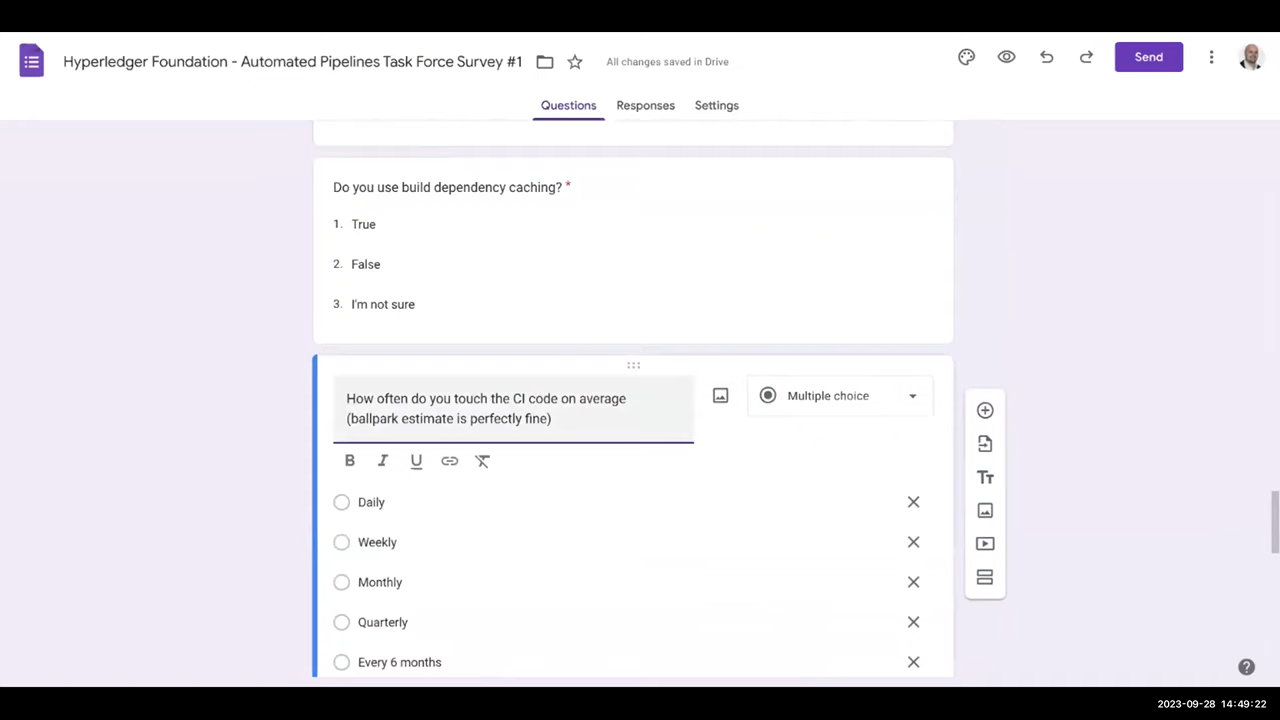 Hyperledger Foundation - Automated Pipelines Task Force Survey #1
All changes saved in Drive
Send
Questions
Responses
Settings
Do you use build dependency caching? *
1. True
2. False
3. I'm not sure
How often do you touch the CI code on average
(ballpark estimate is perfectly fine)
Multiple choice
B I U
Daily
Weekly
Monthly
Quarterly
Every 6 months
Tт
2023-09-28 14:49:22